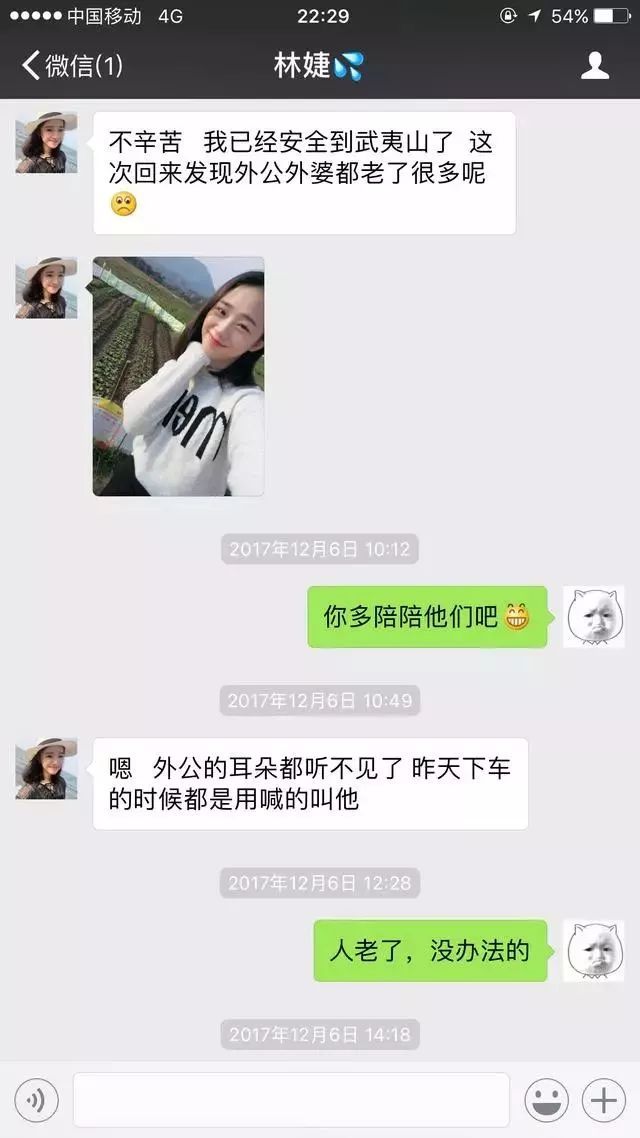 中国移动 4G 22:29 54%
微信(1) 林婕💦
不辛苦 我已经安全到武夷山了 这
次回来发现外公外婆都老了很多呢
🙁
2017年12月6日 10:12
你多陪陪他们吧😁
2017年12月6日 10:49
嗯 外公的耳朵都听不见了 昨天下车
的时候都是用喊的叫他
2017年12月6日 12:28
人老了，没办法的
2017年12月6日 14:18